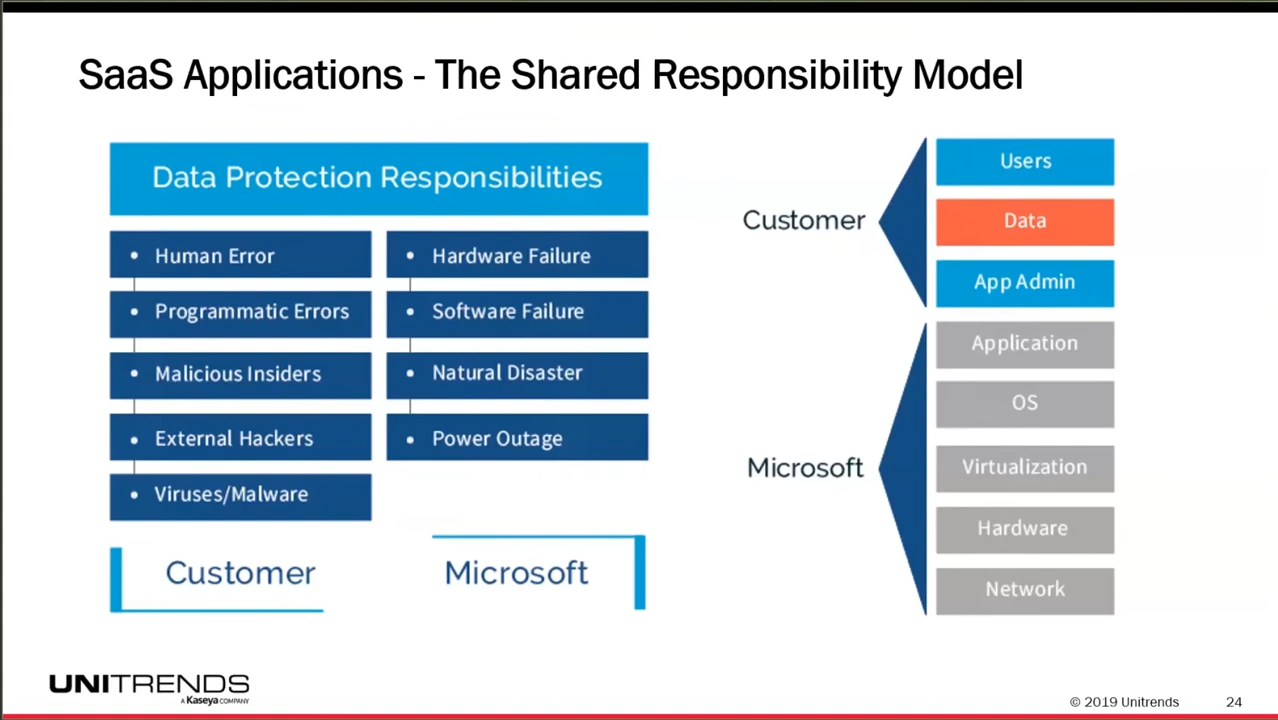 SaaS Applications - The Shared Responsibility Model
Data Protection Responsibilities
• Human Error
• Programmatic Errors
• Malicious Insiders
• External Hackers
• Viruses/Malware
Customer
• Hardware Failure
• Software Failure
• Natural Disaster
• Power Outage
Microsoft
Customer
Users
Data
App Admin
Microsoft
Application
OS
Virtualization
Hardware
Network
UNITRENDS
A Kaseya COMPANY
© 2019 Unitrends
24